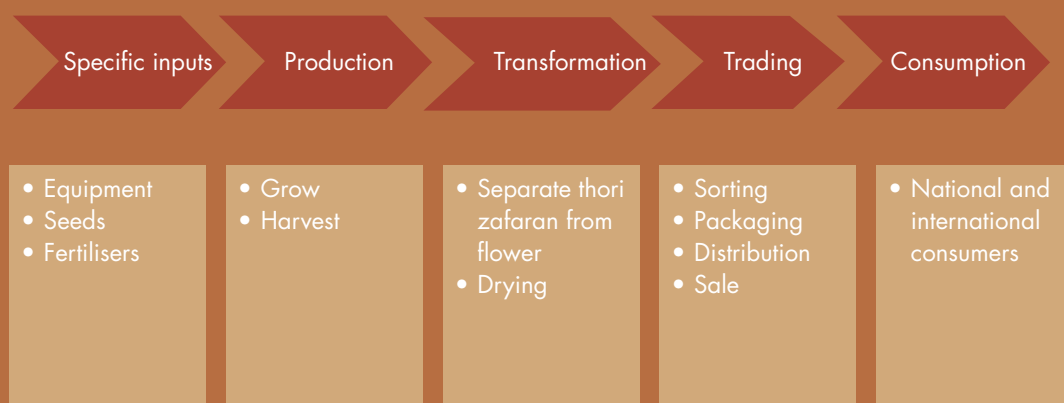 Specific inputs
Production
Transformation
Trading
Consumption
• Equipment
• Seeds
• Fertilisers
• Grow
• Harvest
• Separate thori
zafaran from
flower
• Drying
• Sorting
• Packaging
• Distribution
• Sale
• National and
international
consumers